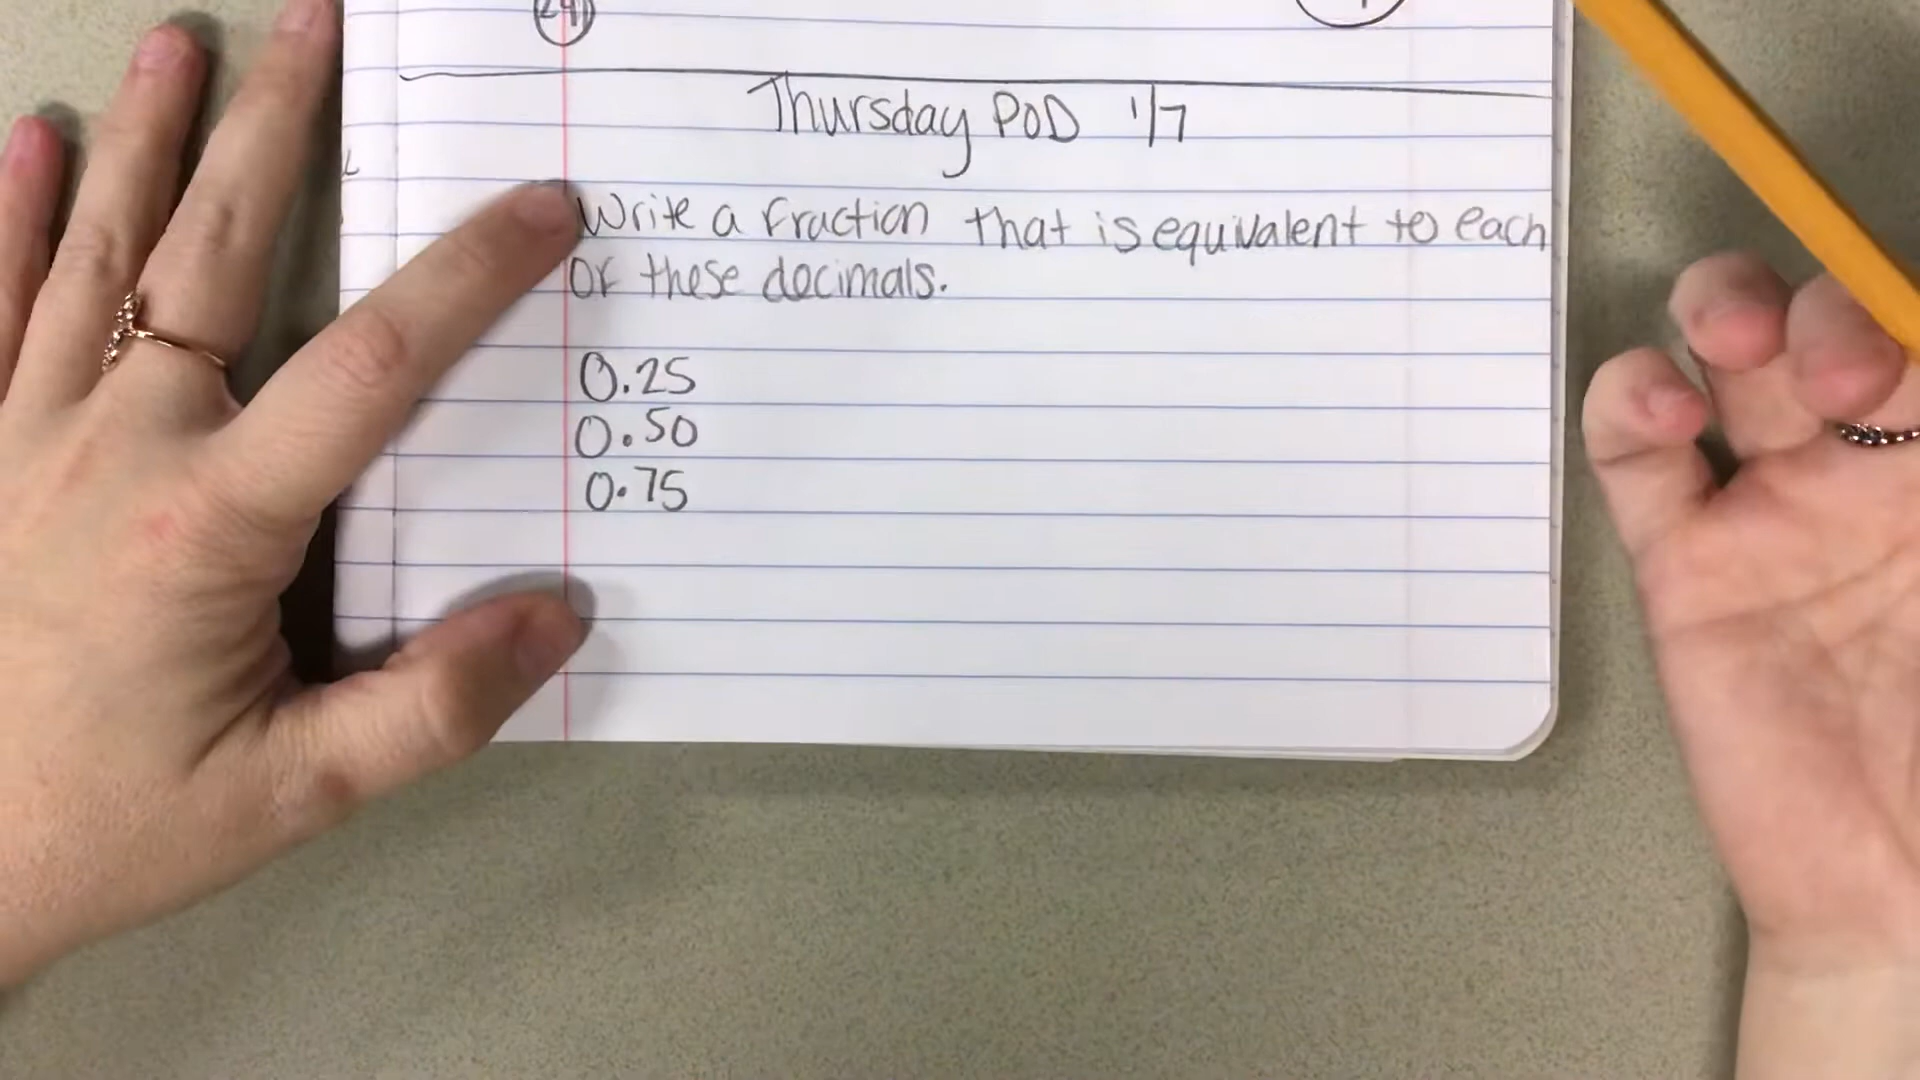 Thursday POD 1/7
Write a fraction that is equivalent to each
of these decimals.
0.25
0.50
0.75